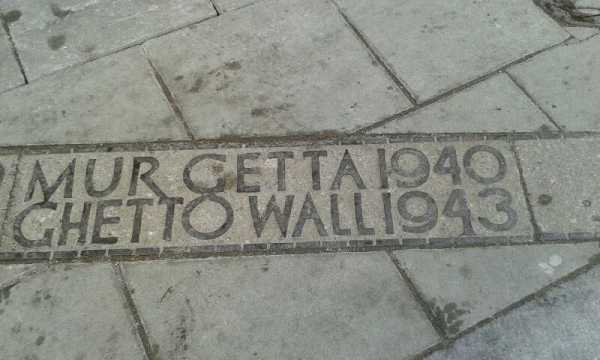 MUR GETTA 1940
GHETTO WALL 1943